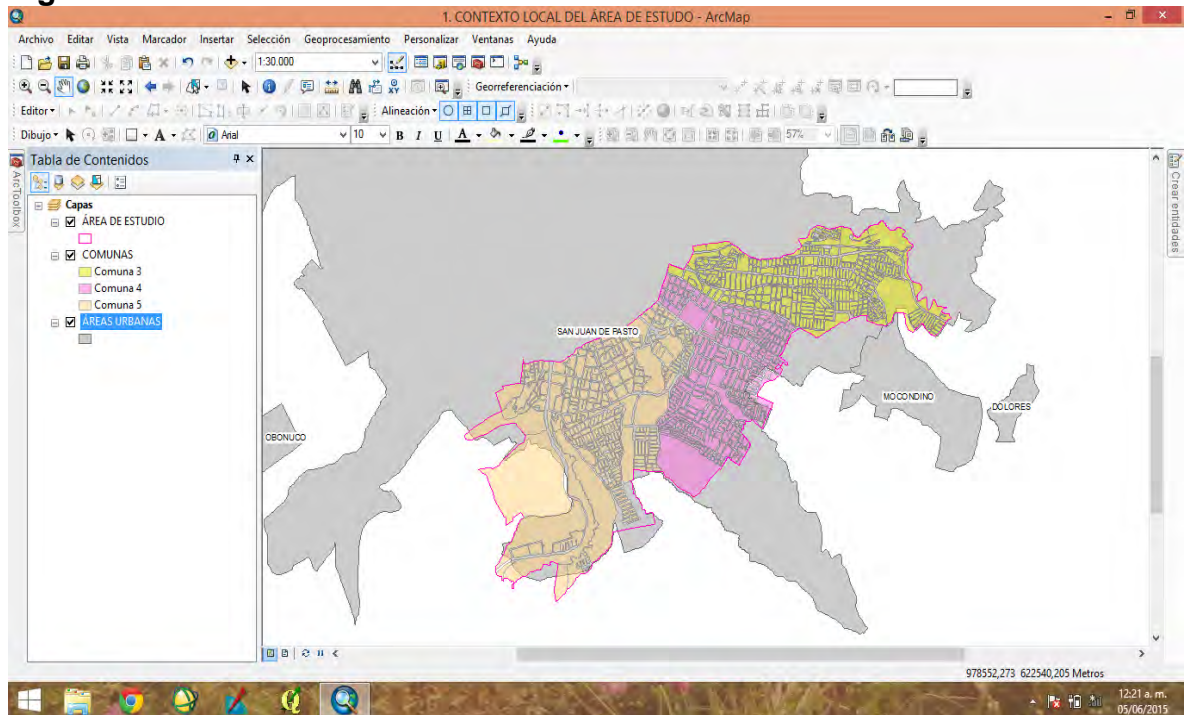 1. CONTEXTO LOCAL DEL ÁREA DE ESTUDIO - ArcMap
Archivo Editar Vista Marcador Insertar Selección Geoprocesamiento Personalizar Ventanas Ayuda
1:30.000
Georreferenciación
Editor Alineación
Dibujo A Arial 10 B I U A 57%
Tabla de Contenidos
ArcToolbox
Crear entidades
Capas
ÁREA DE ESTUDIO
COMUNAS
Comuna 3
Comuna 4
Comuna 5
ÁREAS URBANAS
SAN JUAN DE PASTO
MOCONDINO
DOLORES
OBONUCO
978552,273 622540,205 Metros
12:21 a. m.
05/06/2015